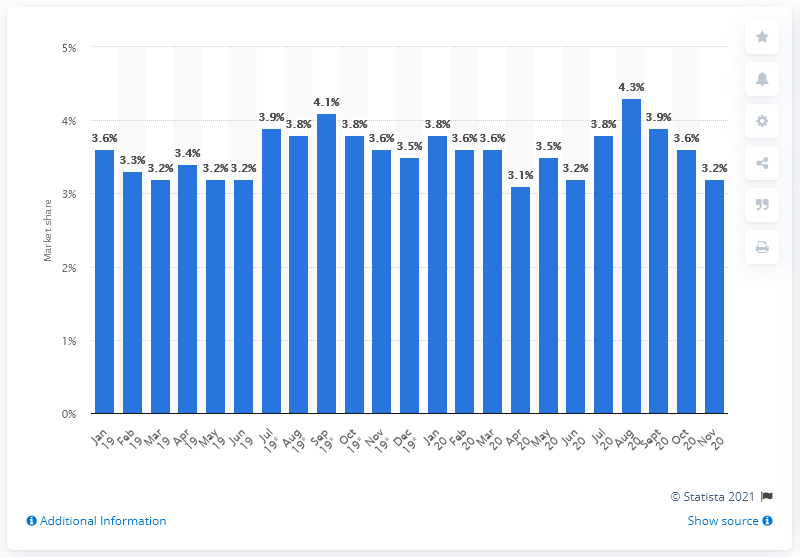 5%
4%
3%
2%
1%
0%
Market share
3.6%
3.3%
3.2%
3.4%
3.2%
3.2%
3.9%
3.8%
4.1%
3.8%
3.6%
3.5%
3.8%
3.6%
3.6%
3.1%
3.5%
3.2%
3.8%
4.3%
3.9%
3.6%
3.2%
Jan 19
Feb 19
Mar 19
Apr 19
May 19
Jun 19
Jul 19*
Aug 19*
Sep 19*
Oct 19*
Nov 19*
Dec 19*
Jan 20
Feb 20
Mar 20
Apr 20
May 20
Jun 20
Jul 20
Aug 20
Sept 20
Oct 20
Nov 20
© Statista 2021
Additional Information
Show source